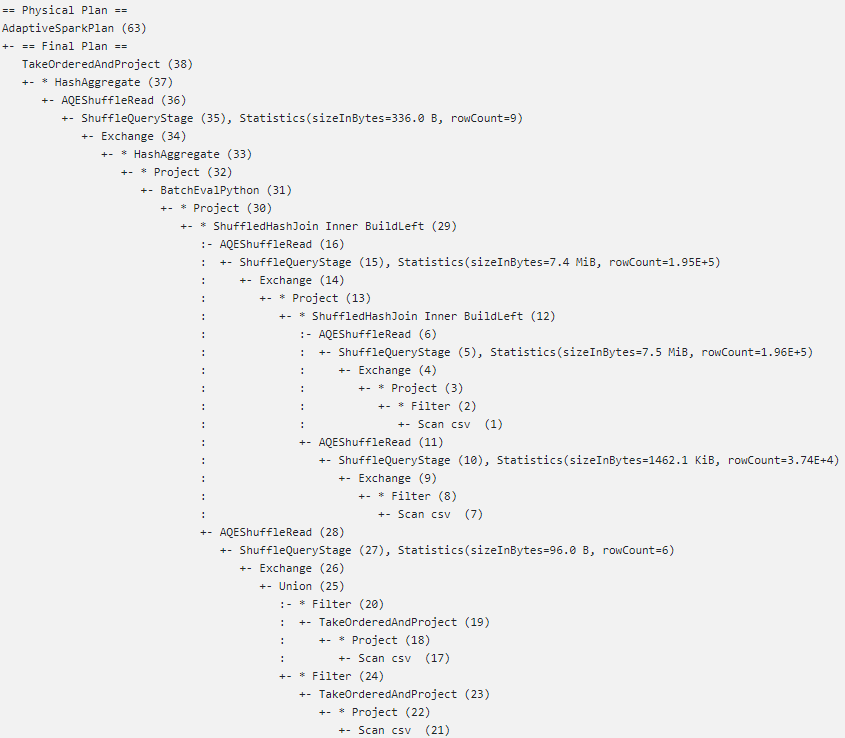 == Physical Plan ==
AdaptiveSparkPlan (63)
+- == Final Plan ==
   TakeOrderedAndProject (38)
   +- * HashAggregate (37)
      +- AQEShuffleRead (36)
         +- ShuffleQueryStage (35), Statistics(sizeInBytes=336.0 B, rowCount=9)
            +- Exchange (34)
               +- * HashAggregate (33)
                  +- * Project (32)
                     +- BatchEvalPython (31)
                        +- * Project (30)
                           +- * ShuffledHashJoin Inner BuildLeft (29)
                              :- AQEShuffleRead (16)
                              :  +- ShuffleQueryStage (15), Statistics(sizeInBytes=7.4 MiB, rowCount=1.95E+5)
                              :     +- Exchange (14)
                              :        +- * Project (13)
                              :           +- * ShuffledHashJoin Inner BuildLeft (12)
                              :              :- AQEShuffleRead (6)
                              :              :  +- ShuffleQueryStage (5), Statistics(sizeInBytes=7.5 MiB, rowCount=1.96E+5)
                              :              :     +- Exchange (4)
                              :              :        +- * Project (3)
                              :              :           +- * Filter (2)
                              :              :              +- Scan csv  (1)
                              :              +- AQEShuffleRead (11)
                              :                 +- ShuffleQueryStage (10), Statistics(sizeInBytes=1462.1 KiB, rowCount=3.74E+4)
                              :                    +- Exchange (9)
                              :                       +- * Filter (8)
                              :                          +- Scan csv  (7)
                              +- AQEShuffleRead (28)
                                 +- ShuffleQueryStage (27), Statistics(sizeInBytes=96.0 B, rowCount=6)
                                    +- Exchange (26)
                                       +- Union (25)
                                          :- * Filter (20)
                                          :  +- TakeOrderedAndProject (19)
                                          :     +- * Project (18)
                                          :        +- Scan csv  (17)
                                          +- * Filter (24)
                                             +- TakeOrderedAndProject (23)
                                                +- * Project (22)
                                                   +- Scan csv  (21)